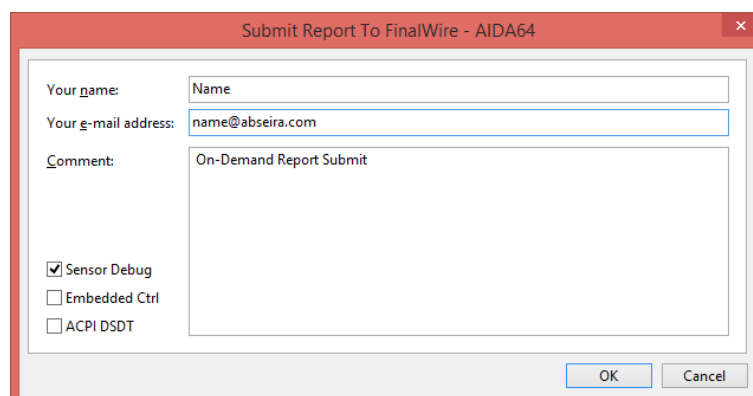 Submit Report To FinalWire - AIDA64
Your name:
Name
Your e-mail address:
name@abseira.com
Comment:
On-Demand Report Submit
Sensor Debug
Embedded Ctrl
ACPI DSDT
OK
Cancel